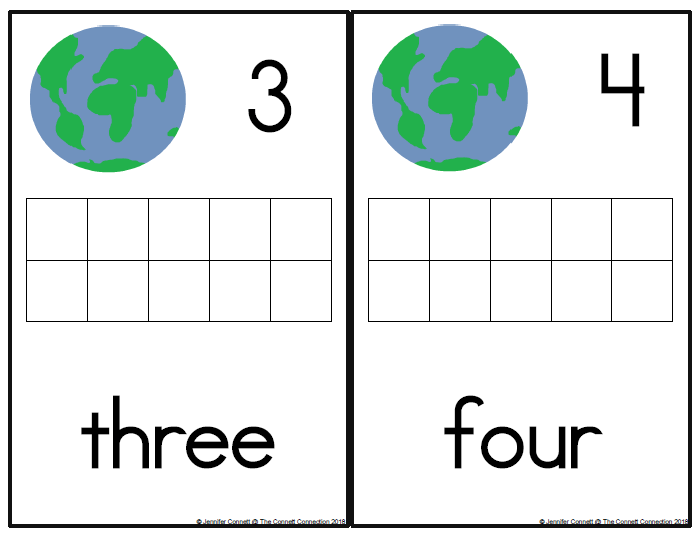 3
three
© Jennifer Connett @ The Connett Connection 2018
4
four
© Jennifer Connett @ The Connett Connection 2018